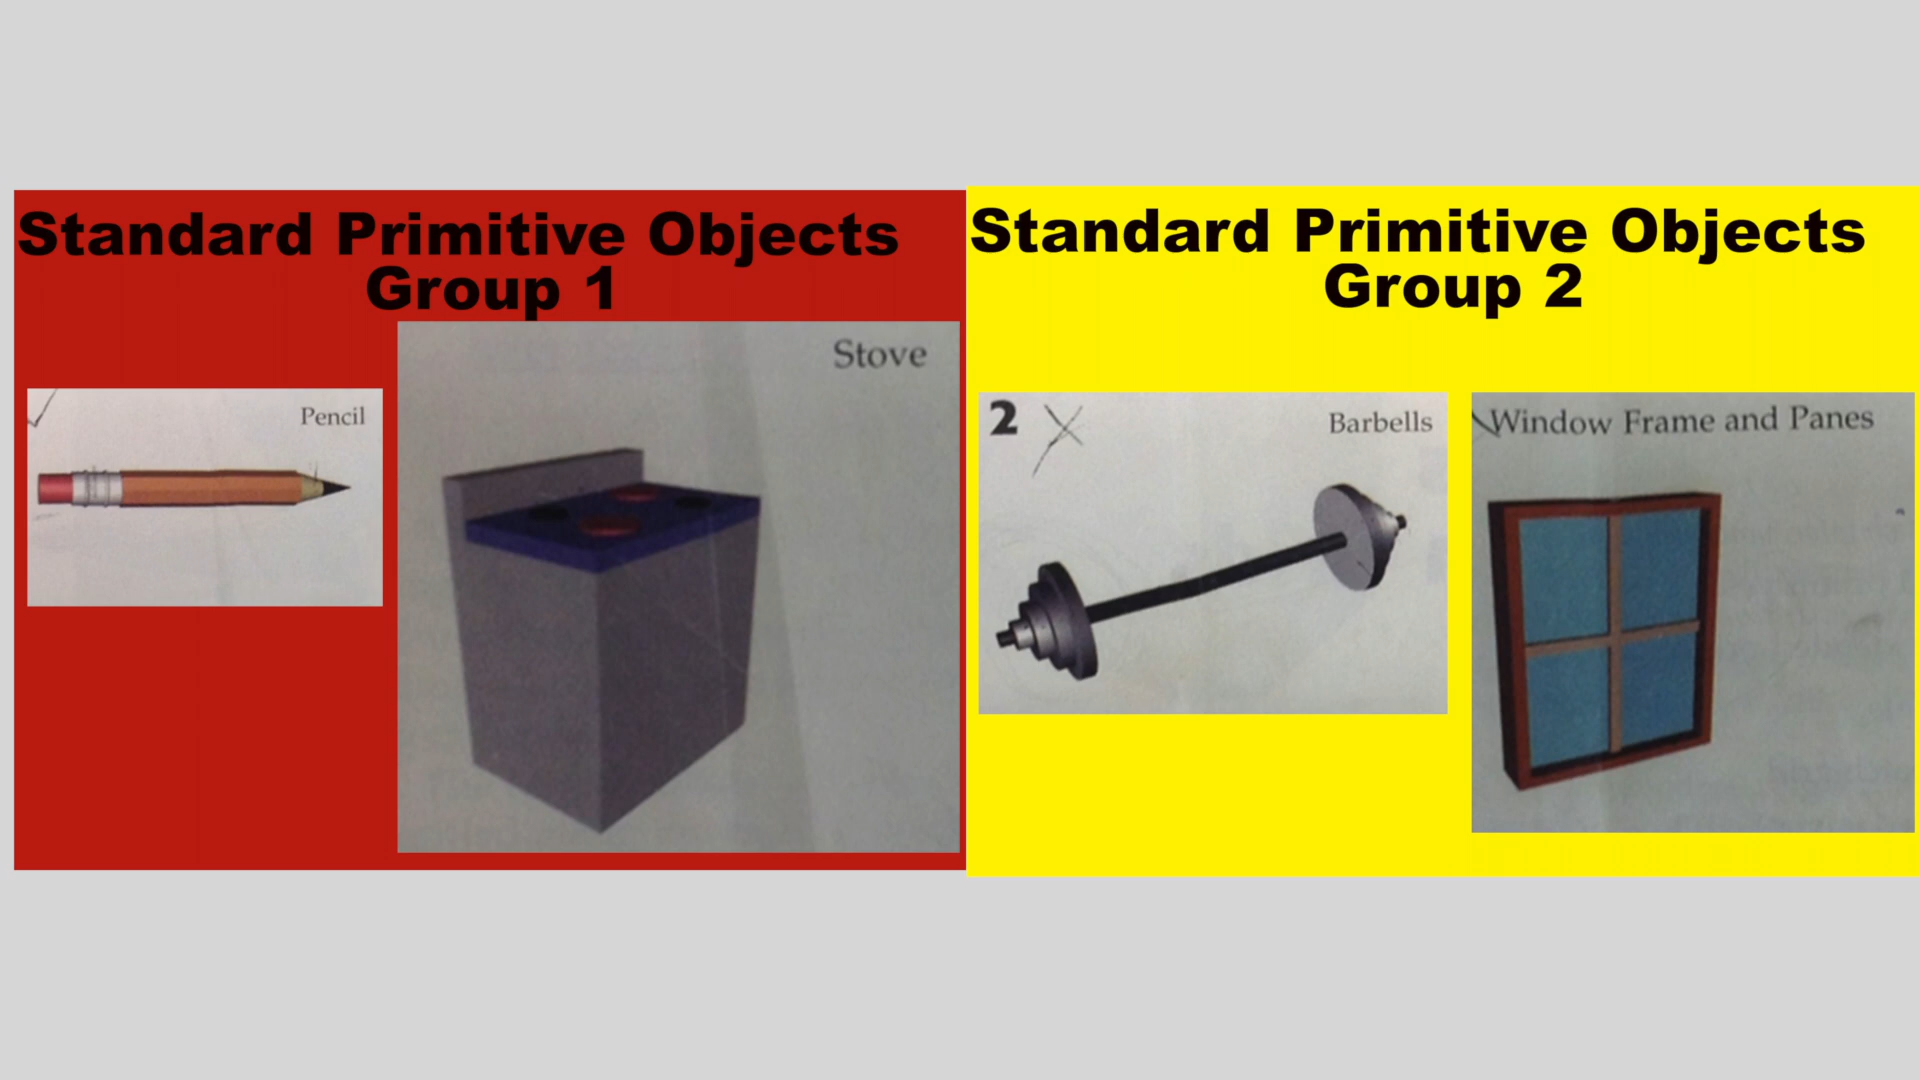 Standard Primitive Objects
Group 1
Pencil
Stove
Standard Primitive Objects
Group 2
2
Barbells
Window Frame and Panes